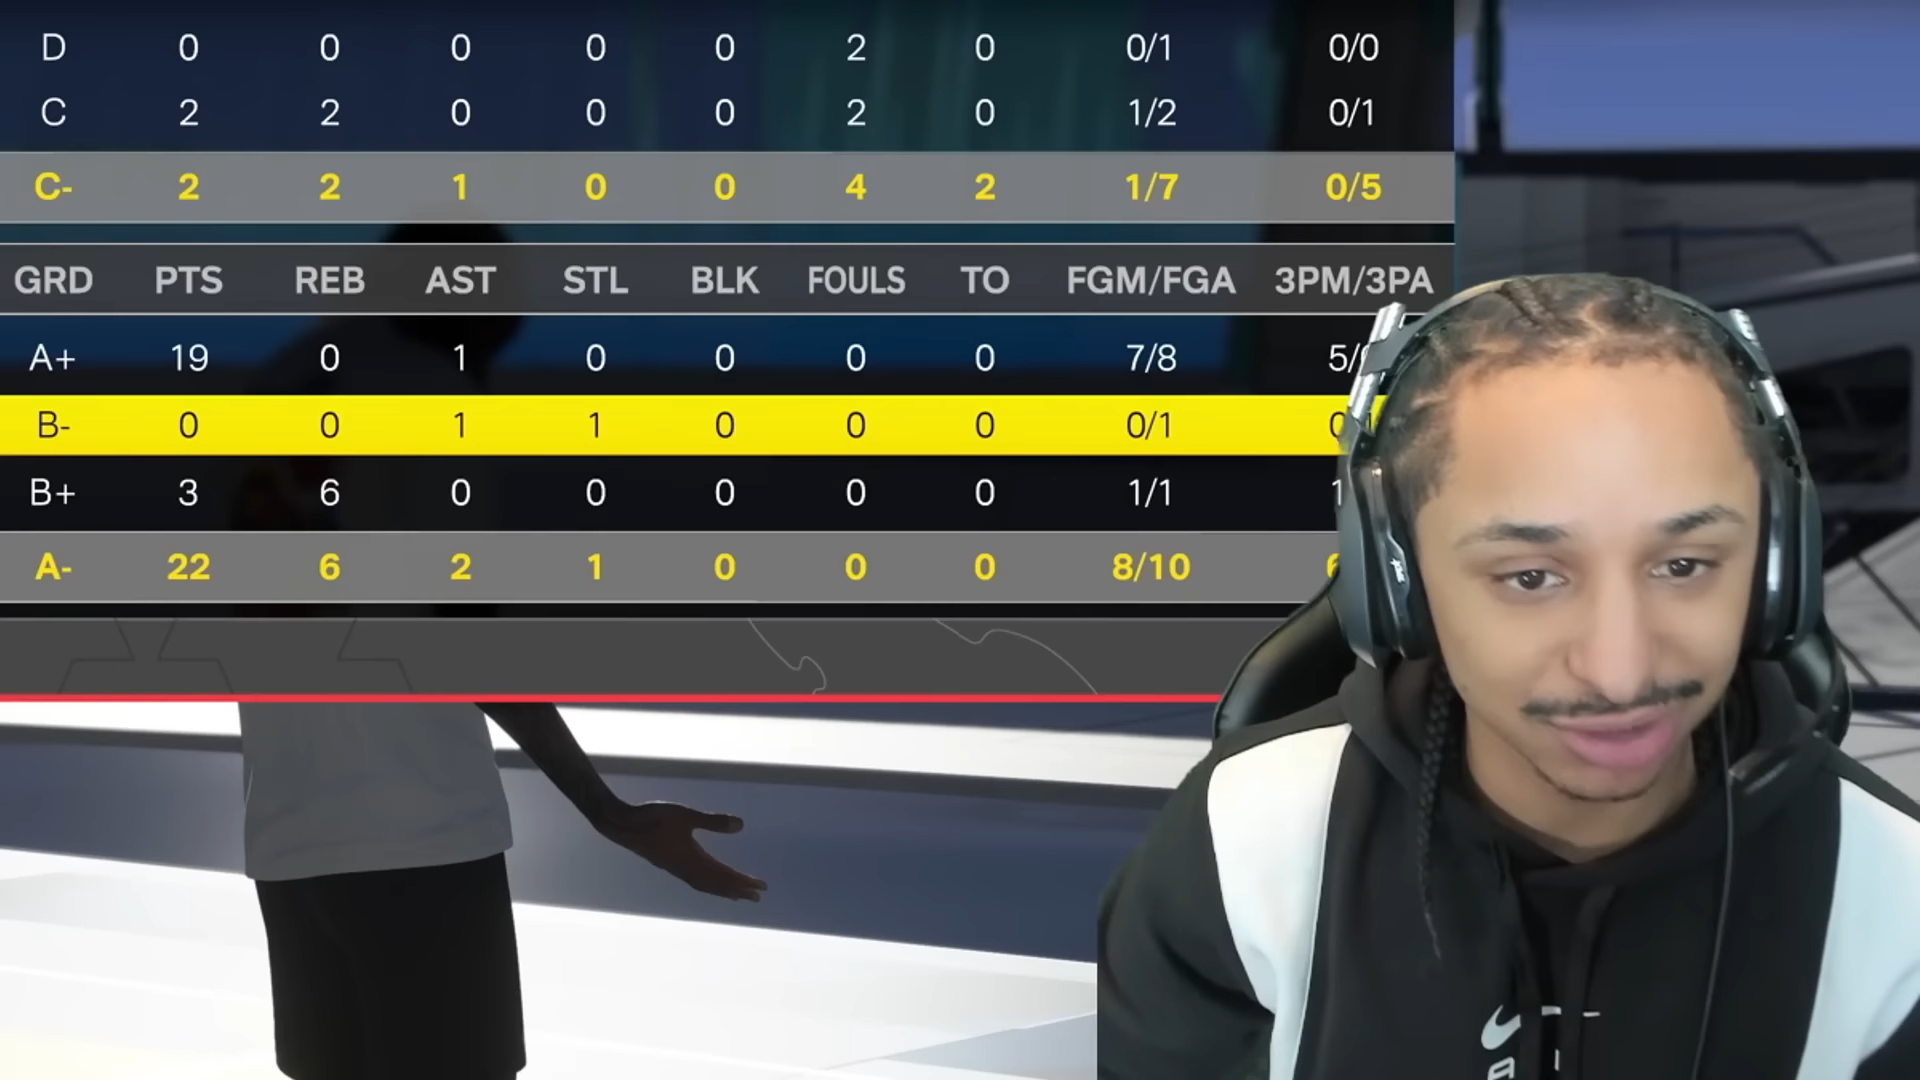 D 0 0 0 0 0 2 0 0/1 0/0
C 2 2 0 0 0 2 0 1/2 0/1
C- 2 2 1 0 0 4 2 1/7 0/5
GRD PTS REB AST STL BLK FOULS TO FGM/FGA 3PM/3PA
A+ 19 0 1 0 0 0 0 7/8 5/
B- 0 0 1 1 0 0 0 0/1 0
B+ 3 6 0 0 0 0 0 1/1 1
A- 22 6 2 1 0 0 0 8/10 6